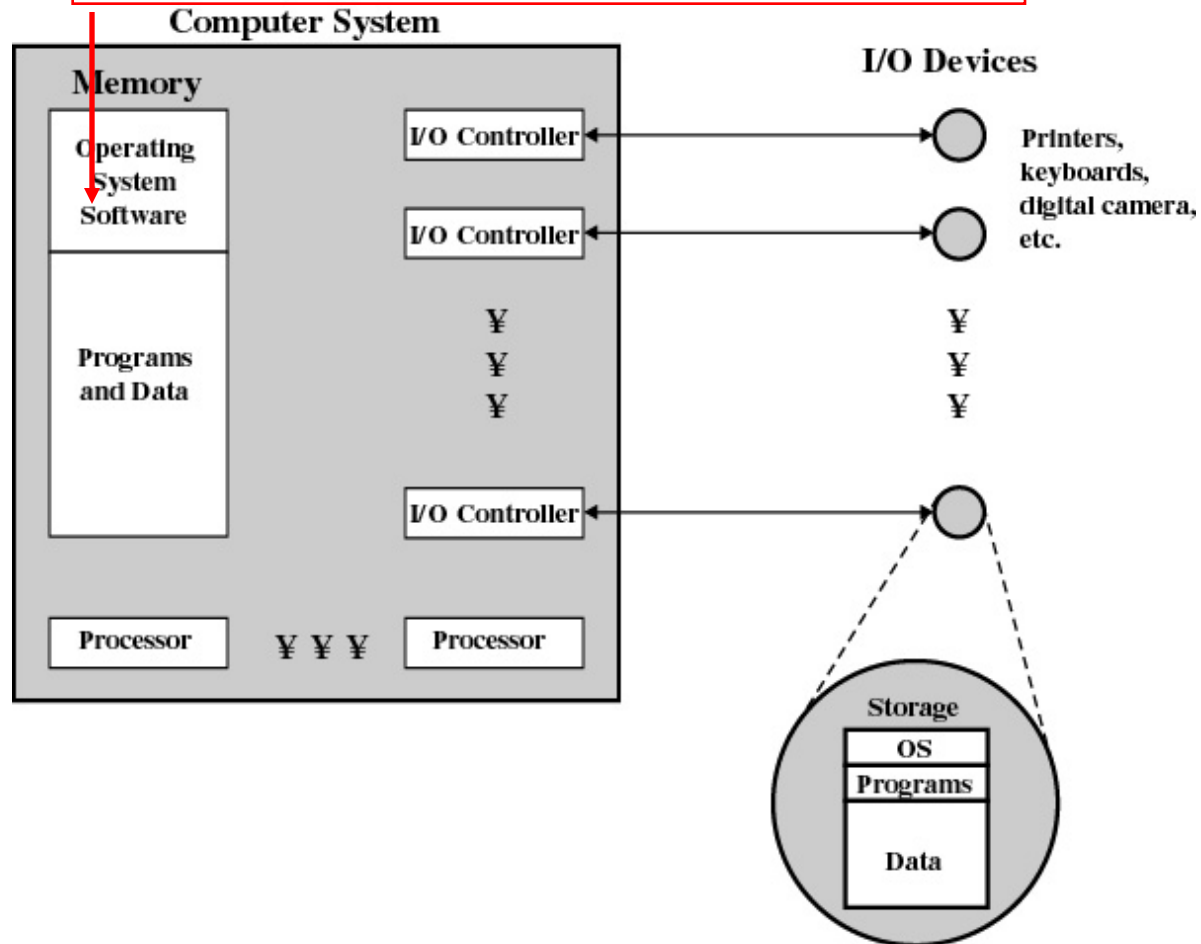 Computer System
I/O Devices
Memory
Operating
System
Software
I/O Controller
Printers,
keyboards,
digital camera,
etc.
I/O Controller
¥
¥
¥
¥
¥
¥
Programs
and Data
I/O Controller
Processor
¥ ¥ ¥
Processor
Storage
OS
Programs
Data